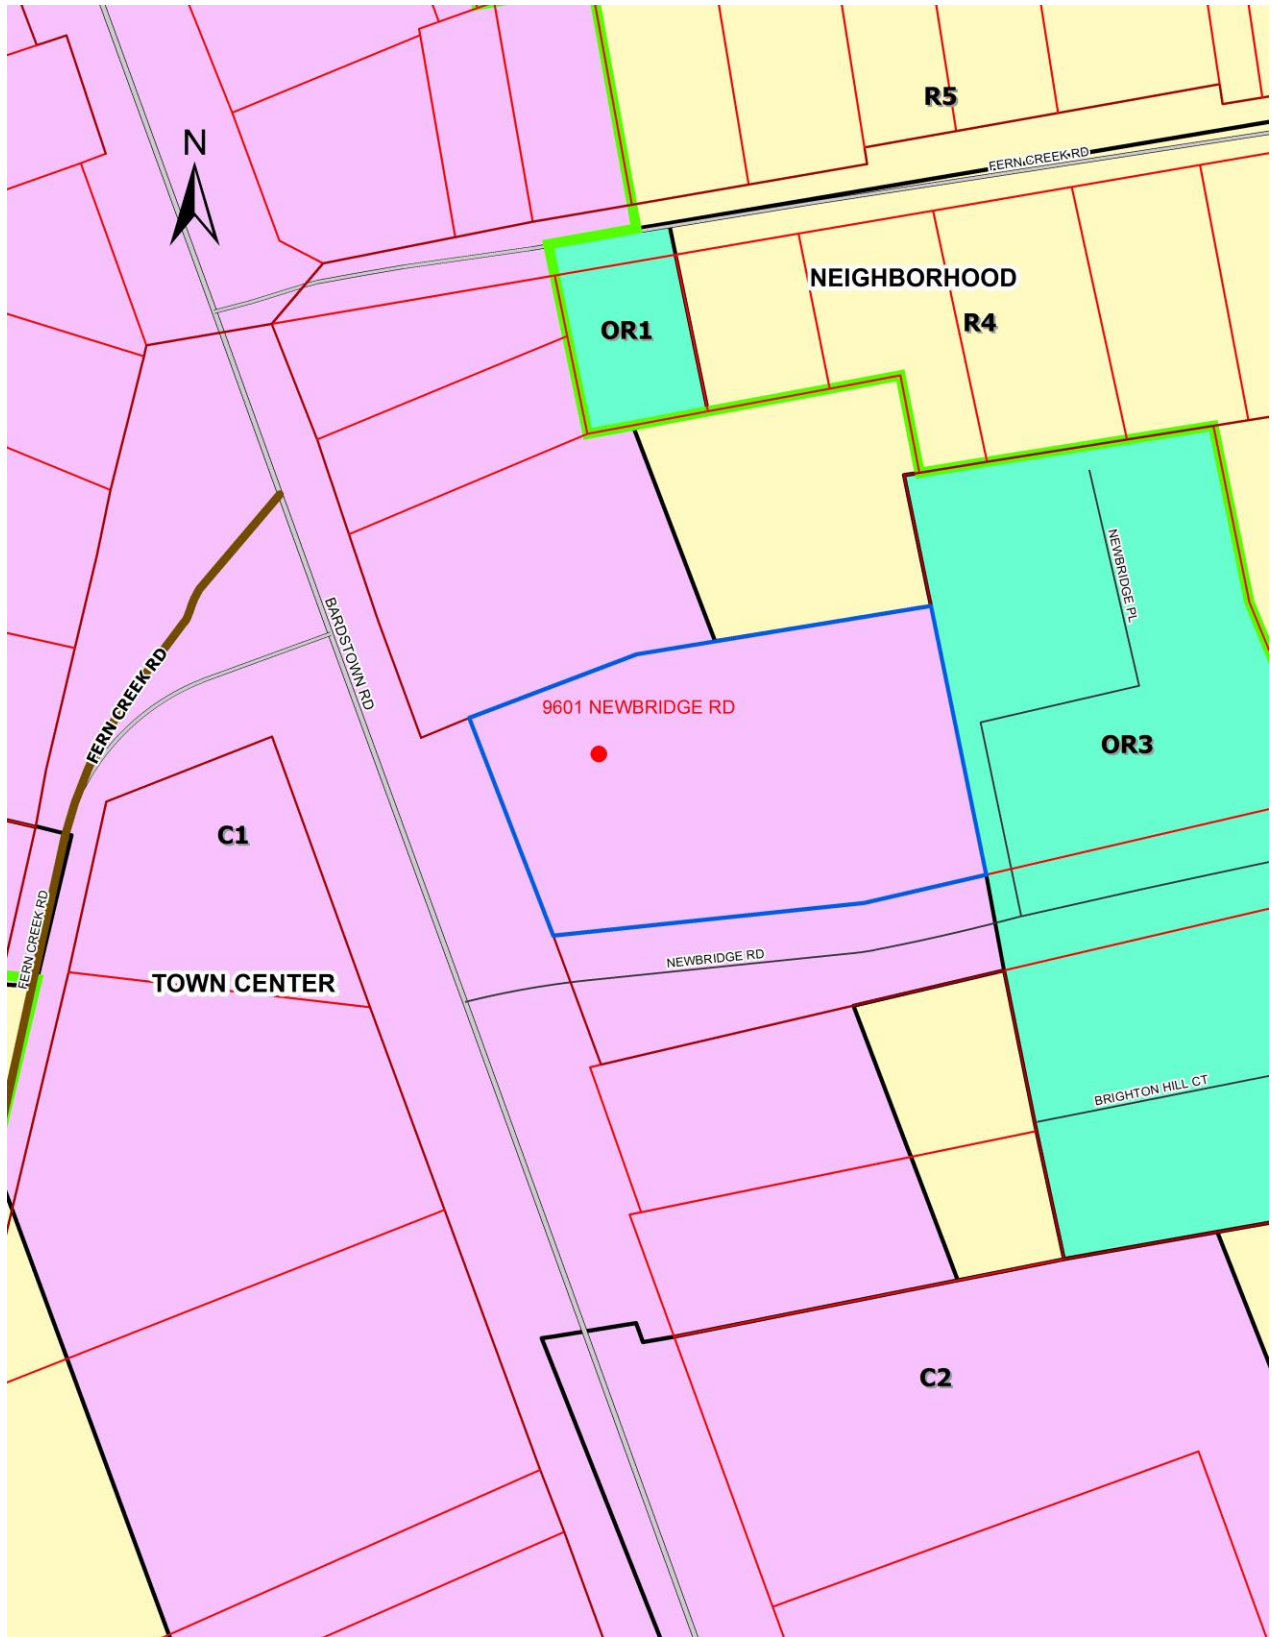 R5
N
FERN CREEK RD
NEIGHBORHOOD
R4
OR1
NEWBRIDGE PL
BARDSTOWN RD
FERN CREEK RD
9601 NEWBRIDGE RD
OR3
C1
FERN CREEK RD
NEWBRIDGE RD
TOWN CENTER
BRIGHTON HILL CT
C2